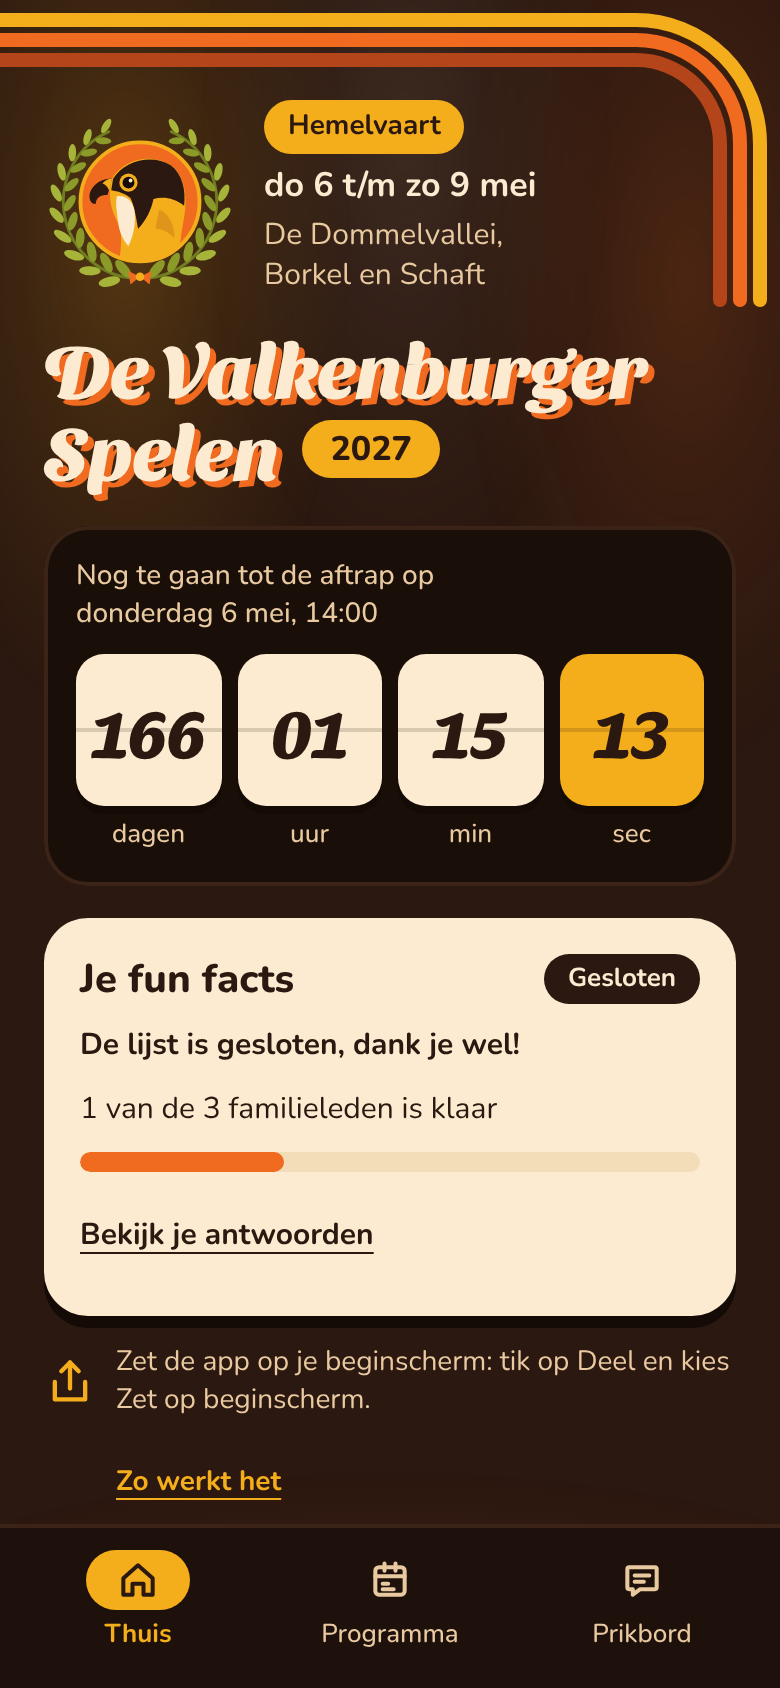 Hemelvaart
do 6 t/m zo 9 mei
De Dommelvallei,
Borkel en Schaft
De Valkenburger
Spelen 2027
Nog te gaan tot de aftrap op
donderdag 6 mei, 14:00
166 01 15 13
dagen uur min sec
Je fun facts Gesloten
De lijst is gesloten, dank je wel!
1 van de 3 familieleden is klaar
Bekijk je antwoorden
Zet de app op je beginscherm: tik op Deel en kies
Zet op beginscherm.
Zo werkt het
Thuis Programma Prikbord